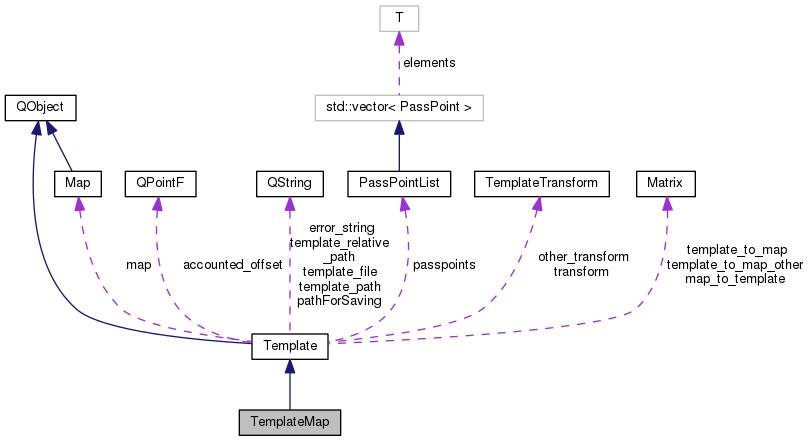 T
elements
QObject
std::vector< PassPoint >
Map
QPointF
QString
PassPointList
TemplateTransform
Matrix
map
accounted_offset
error_string
template_relative
_path
template_file
template_path
pathForSaving
passpoints
other_transform
transform
template_to_map
template_to_map_other
map_to_template
Template
TemplateMap